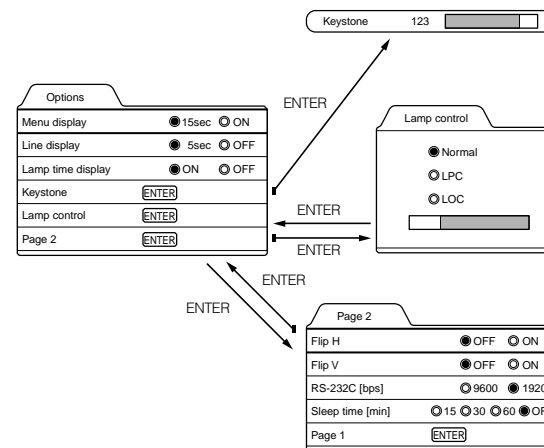 Keystone 123
ENTER
Options
Menu display 15sec ON
Line display 5sec OFF
Lamp time display ON OFF
Keystone ENTER
Lamp control ENTER
Page 2 ENTER
Lamp control
Normal
LPC
LOC
ENTER
ENTER
ENTER
ENTER
Page 2
Flip H OFF ON
Flip V OFF ON
RS-232C [bps] 9600 1920
Sleep time [min] 15 30 60
Page 1 ENTER